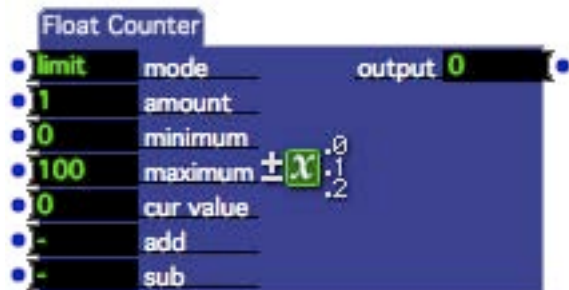 Float Counter
limit mode output 0
1 amount
0 minimum
100 maximum ± x .0 .1 .2
0 cur value
- add
- sub